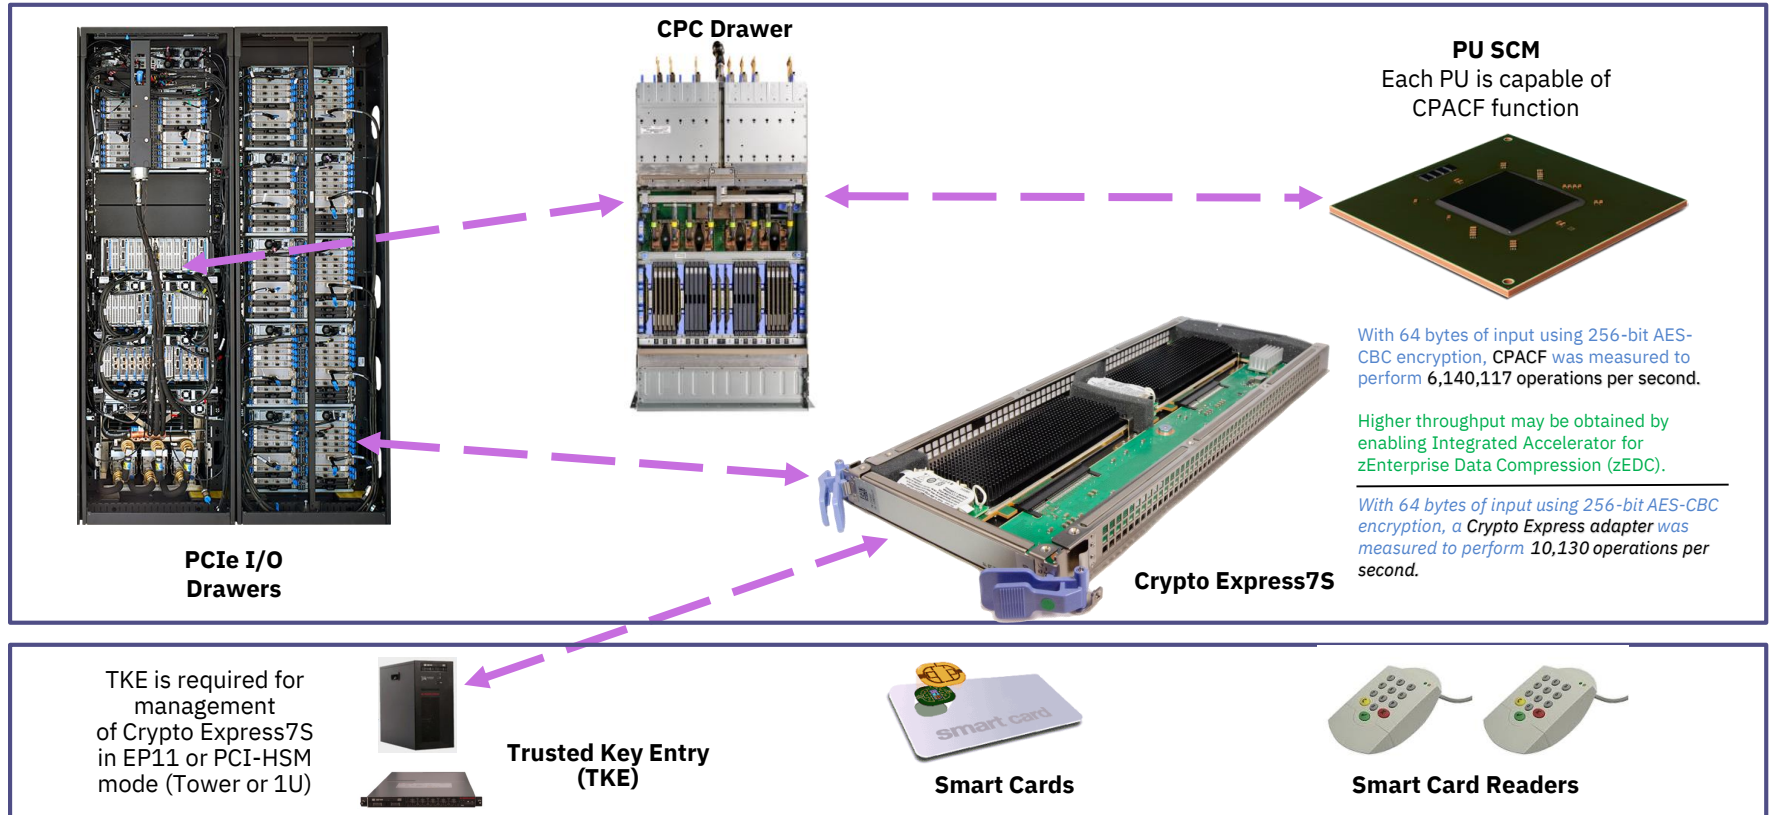 CPC Drawer
PU SCM
Each PU is capable of
CPACF function
With 64 bytes of input using 256-bit AES-
CBC encryption, CPACF was measured to
perform 6,140,117 operations per second.
Higher throughput may be obtained by
enabling Integrated Accelerator for
zEnterprise Data Compression (zEDC).
With 64 bytes of input using 256-bit AES-CBC
encryption, a Crypto Express adapter was
measured to perform 10,130 operations per
second.
PCIe I/O
Drawers
Crypto Express7S
TKE is required for
management
of Crypto Express7S
in EP11 or PCI-HSM
mode (Tower or 1U)
Trusted Key Entry
(TKE)
smart card
Smart Cards
Smart Card Readers